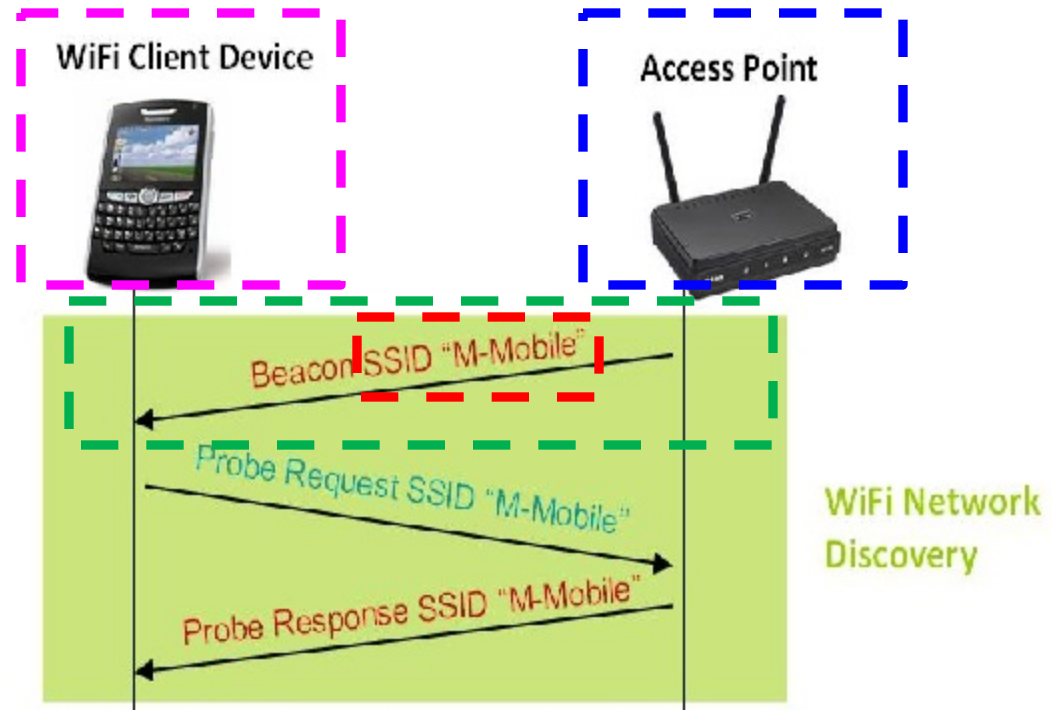 WiFi Client Device
Access Point
Beacon SSID “M-Mobile”
Probe Request SSID “M-Mobile”
Probe Response SSID “M-Mobile”
WiFi Network
Discovery